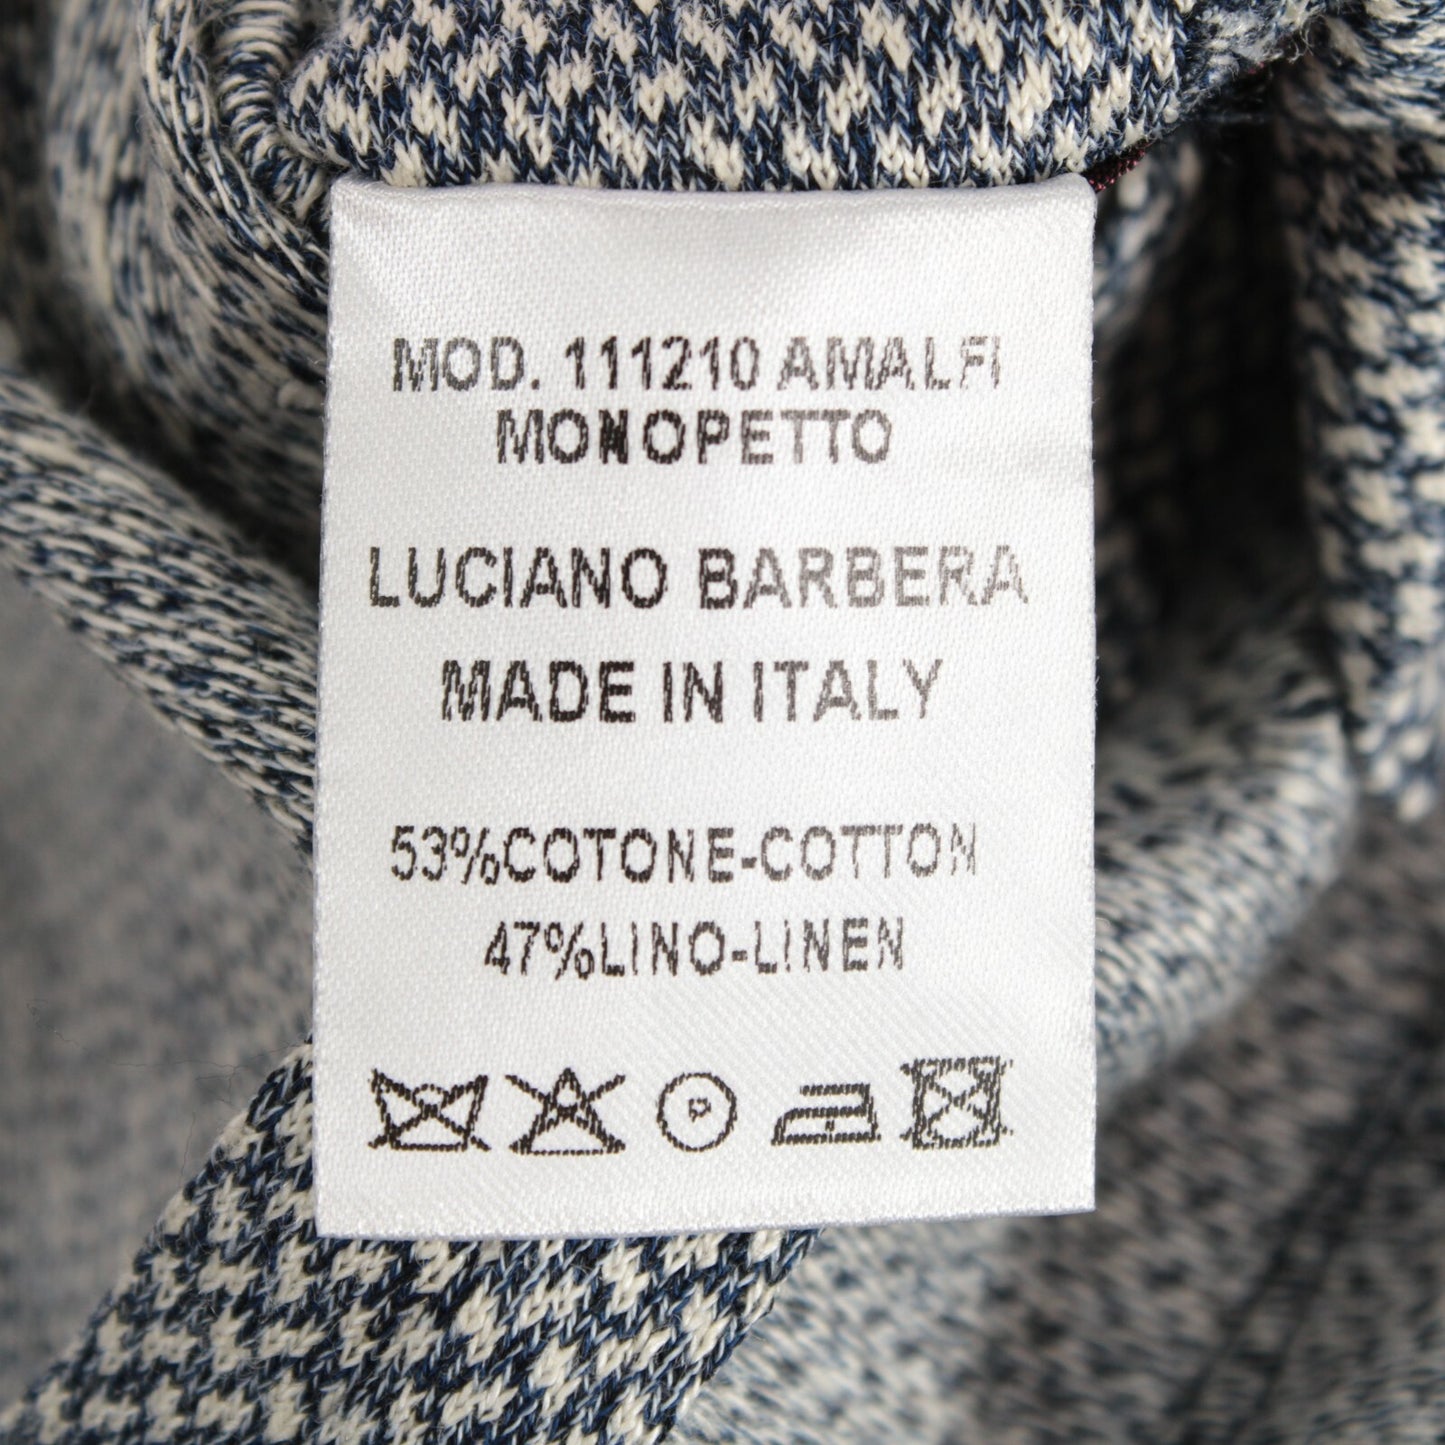 MOD. 111210 AMALFI
MONOPETTO
LUCIANO BARBERA
MADE IN ITALY
53%COTONE-COTTON
47%LINO-LINEN
P